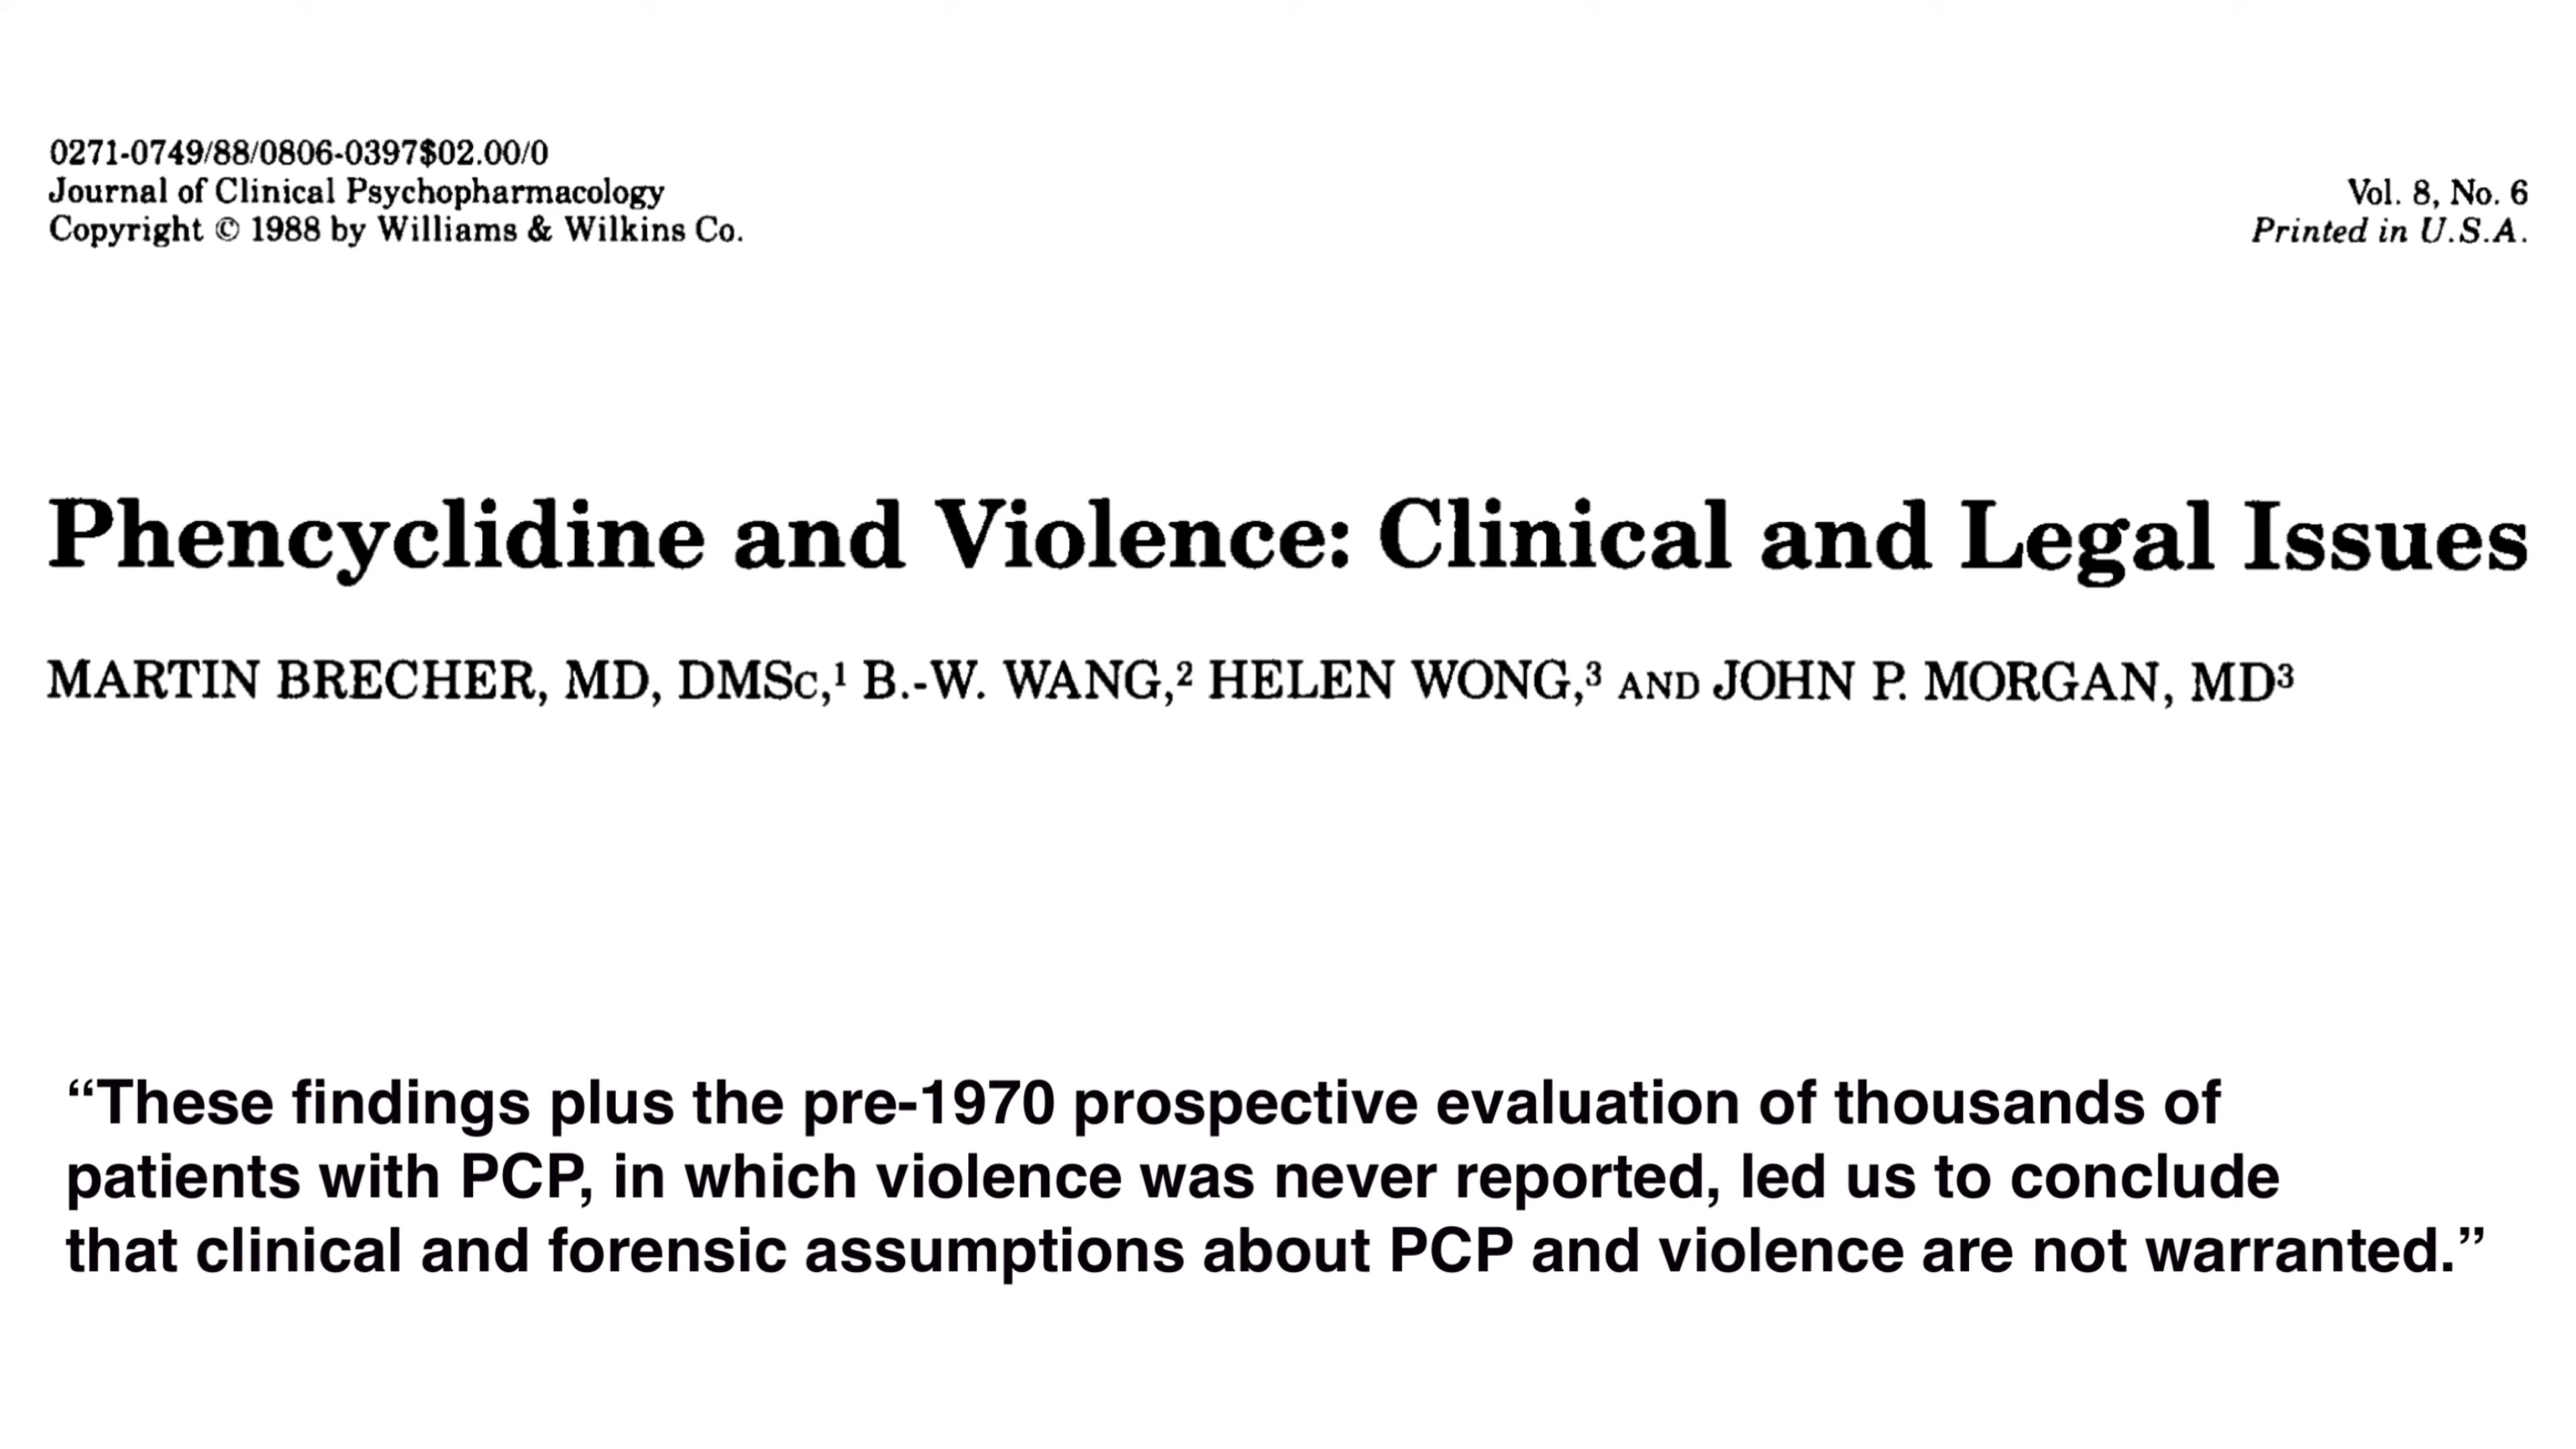 0271-0749/88/0806-0397$02.00/0
Journal of Clinical Psychopharmacology
Copyright © 1988 by Williams & Wilkins Co.
Vol. 8, No. 6
Printed in U.S.A.
Phencyclidine and Violence: Clinical and Legal Issues
MARTIN BRECHER, MD, DMSc,¹ B.-W. WANG,² HELEN WONG,³ AND JOHN P. MORGAN, MD³
“These findings plus the pre-1970 prospective evaluation of thousands of
patients with PCP, in which violence was never reported, led us to conclude
that clinical and forensic assumptions about PCP and violence are not warranted.”